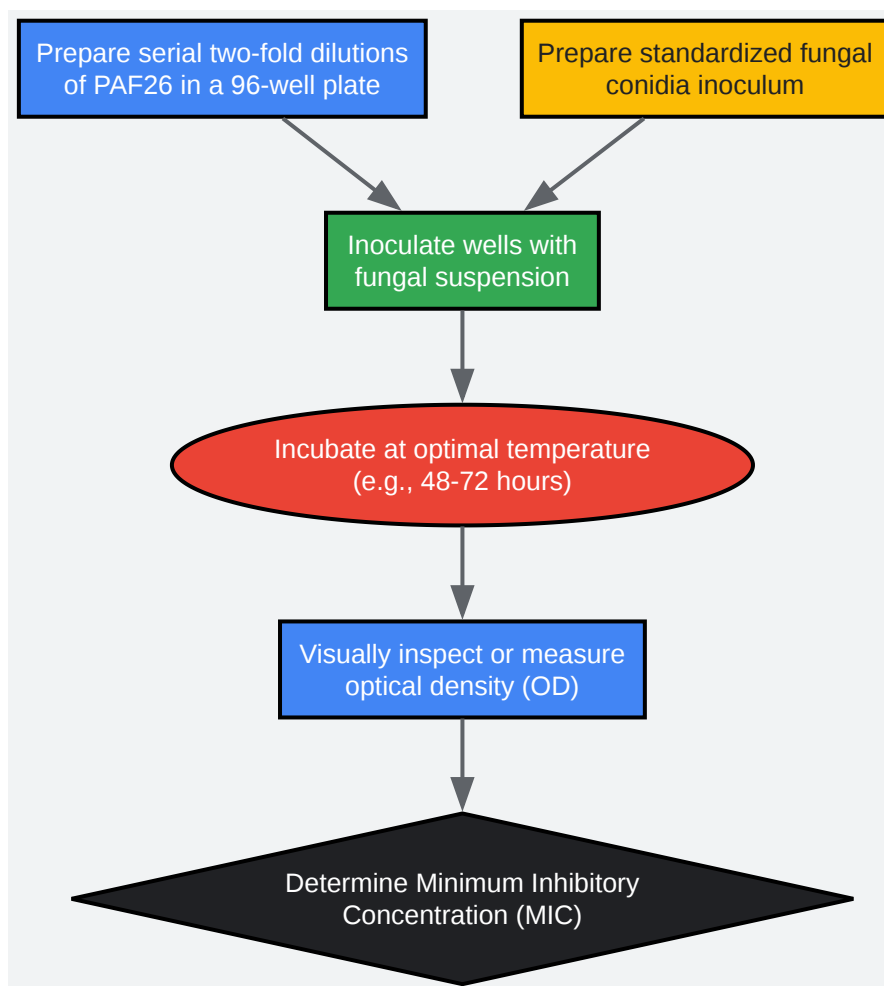 Prepare serial two-fold dilutions
of PAF26 in a 96-well plate
Prepare standardized fungal
conidia inoculum
Inoculate wells with
fungal suspension
Incubate at optimal temperature
(e.g., 48-72 hours)
Visually inspect or measure
optical density (OD)
Determine Minimum Inhibitory
Concentration (MIC)